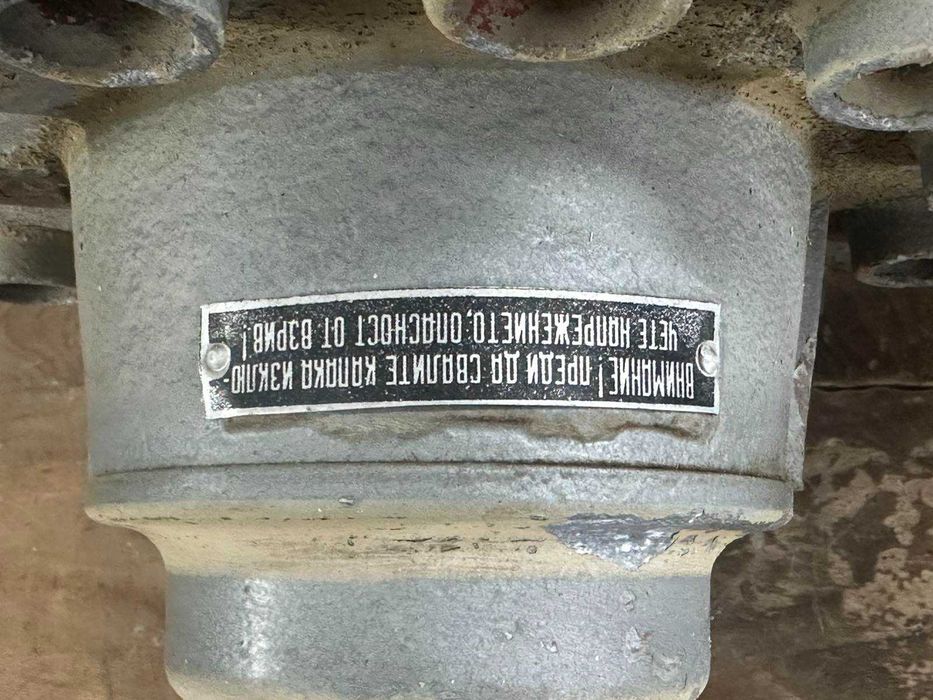 ВНИМАНИЕ! ПРЕДИ ДА СВАЛИТЕ КАПАКА ИЗКЛЮ-
ЧЕТЕ НАПРЕЖЕНИЕТО; ОПАСНОСТ ОТ ВЗРИВ!